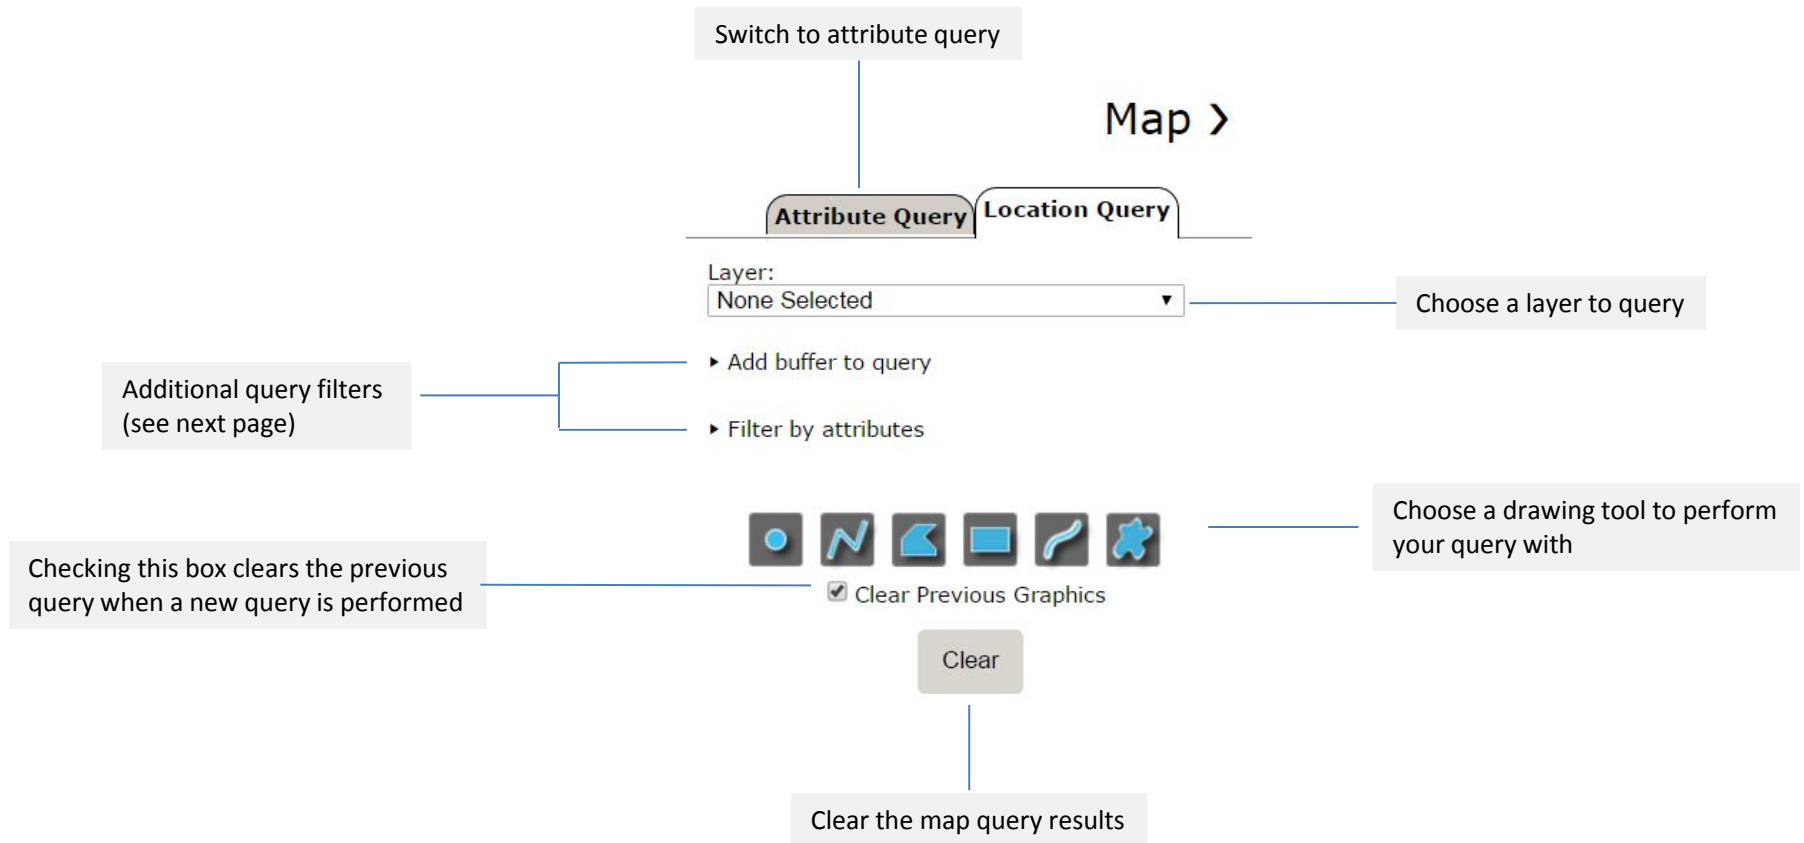 Switch to attribute query
Map ❯
Attribute Query
Location Query
Layer:
None Selected
Choose a layer to query
Add buffer to query
Additional query filters
(see next page)
Filter by attributes
Choose a drawing tool to perform
your query with
Checking this box clears the previous
query when a new query is performed
Clear Previous Graphics
Clear
Clear the map query results